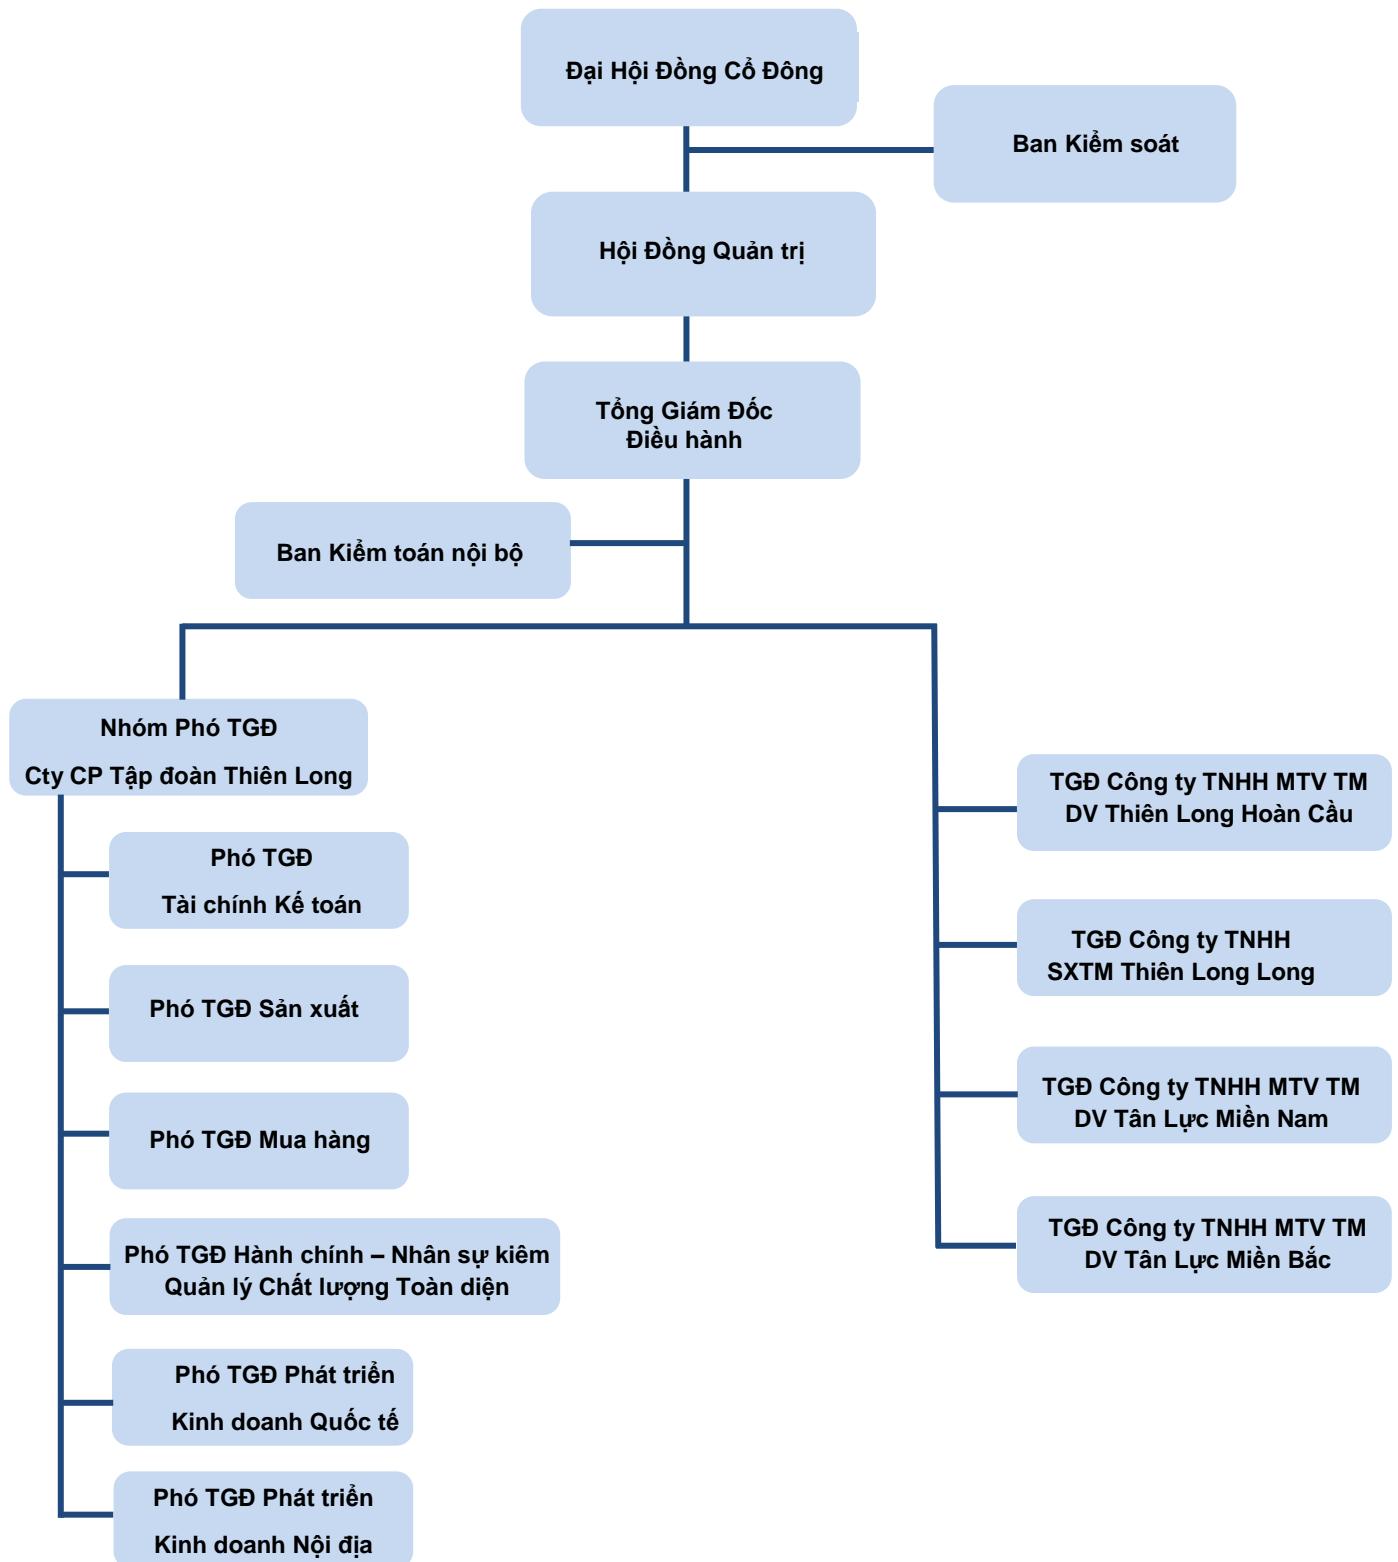 Đại Hội Đồng Cổ Đông
Ban Kiểm soát
Hội Đồng Quản trị
Tổng Giám Đốc
Điều hành
Ban Kiểm toán nội bộ
Nhóm Phó TGĐ
Cty CP Tập đoàn Thiên Long
Phó TGĐ
Tài chính Kế toán
Phó TGĐ Sản xuất
Phó TGĐ Mua hàng
Phó TGĐ Hành chính – Nhân sự kiêm
Quản lý Chất lượng Toàn diện
Phó TGĐ Phát triển
Kinh doanh Quốc tế
Phó TGĐ Phát triển
Kinh doanh Nội địa
TGĐ Công ty TNHH MTV TM
DV Thiên Long Hoàn Cầu
TGĐ Công ty TNHH
SXTM Thiên Long Long
TGĐ Công ty TNHH MTV TM
DV Tân Lực Miền Nam
TGĐ Công ty TNHH MTV TM
DV Tân Lực Miền Bắc